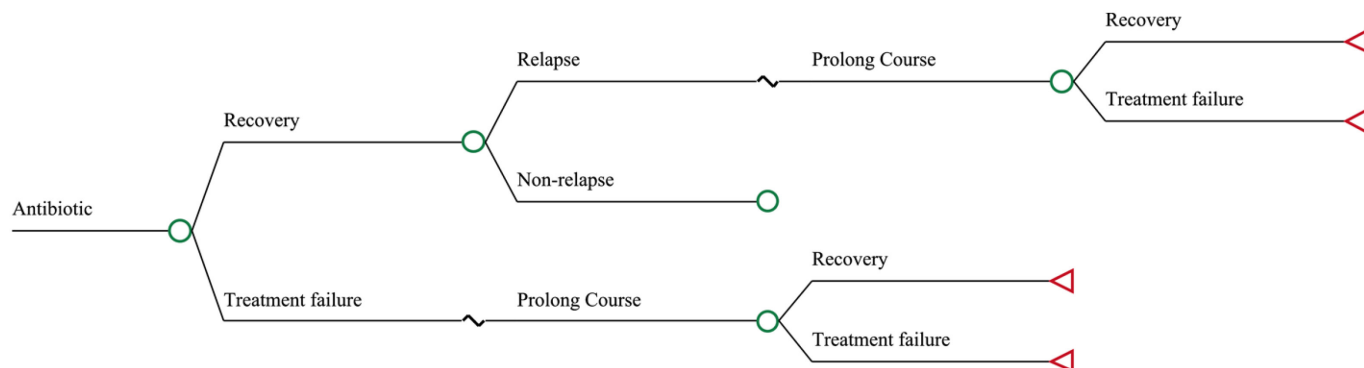 Recovery
Relapse
Prolong Course
Treatment failure
Recovery
Non-relapse
Antibiotic
Recovery
Treatment failure
Prolong Course
Treatment failure